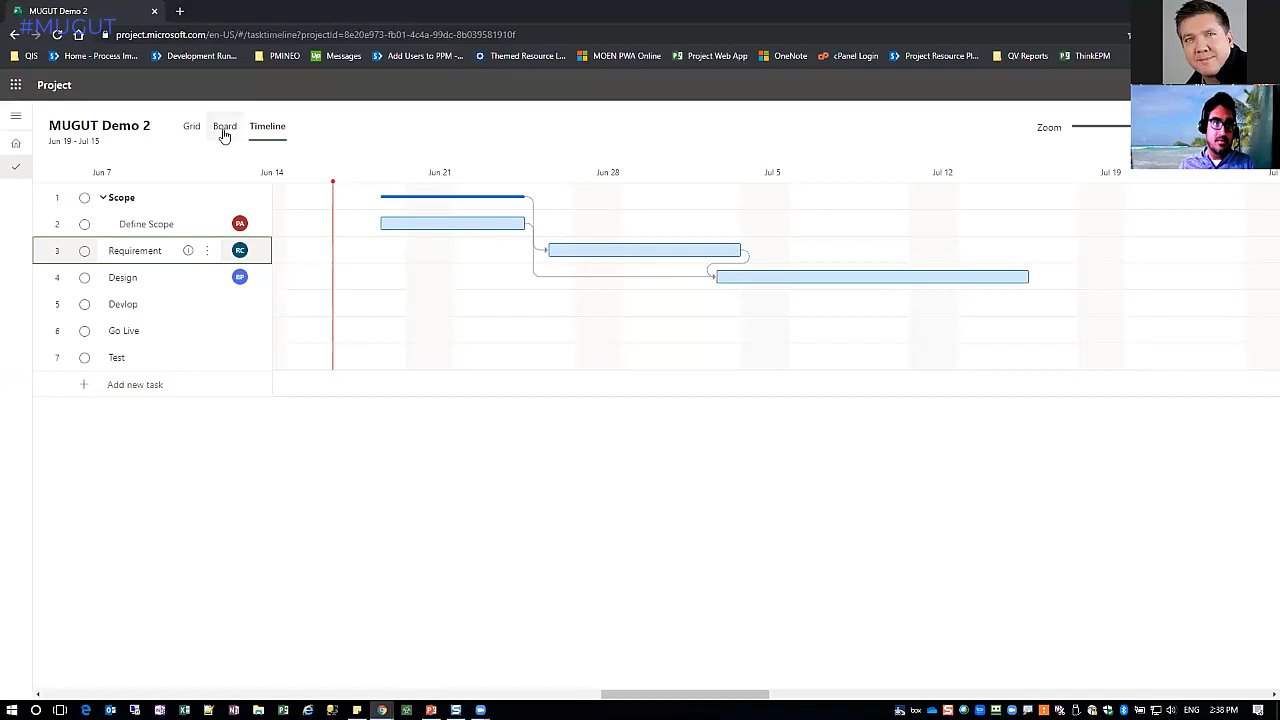 MUGUT Demo 2
#MUGUT
project.microsoft.com/en-US/#/tasktimeline?projectId=8e20e973-fb01-4c4a-99dc-8b039581910f
QIS
Home - Process Im...
Development Run...
PMINEO
Messages
Add Users to PPM -...
Themed Resource L...
MOEN PWA Online
Project Web App
OneNote
cPanel Login
Project Resource Pl...
QV Reports
ThinkEPM
Project
MUGUT Demo 2
Grid
Board
Timeline
Zoom
Jun 19 - Jul 15
Jun 7
Jun 14
Jun 21
Jun 28
Jul 5
Jul 12
Jul 19
1 Scope
2 Define Scope PA
3 Requirement RC
4 Design BP
5 Devlop
6 Go Live
7 Test
Add new task
box
ENG
2:38 PM